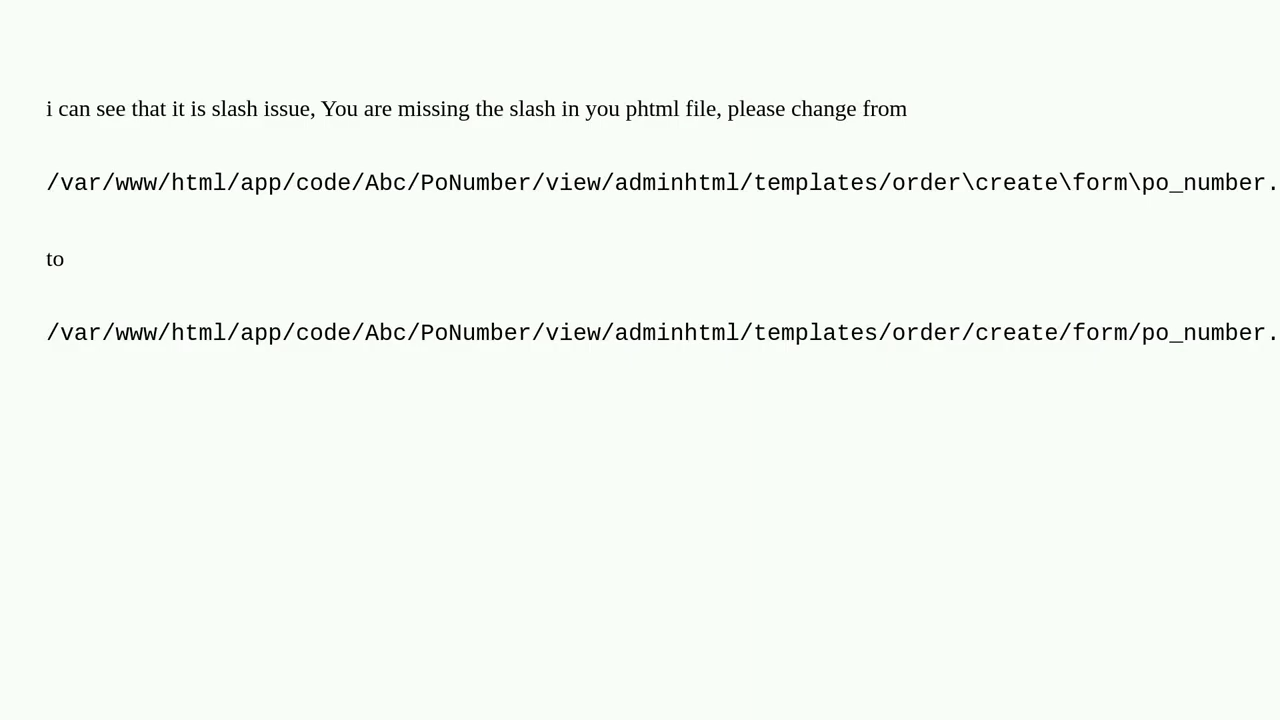 i can see that it is slash issue, You are missing the slash in you phtml file, please change from
/var/www/html/app/code/Abc/PoNumber/view/adminhtml/templates/order\create\form\po_number.
to
/var/www/html/app/code/Abc/PoNumber/view/adminhtml/templates/order/create/form/po_number.